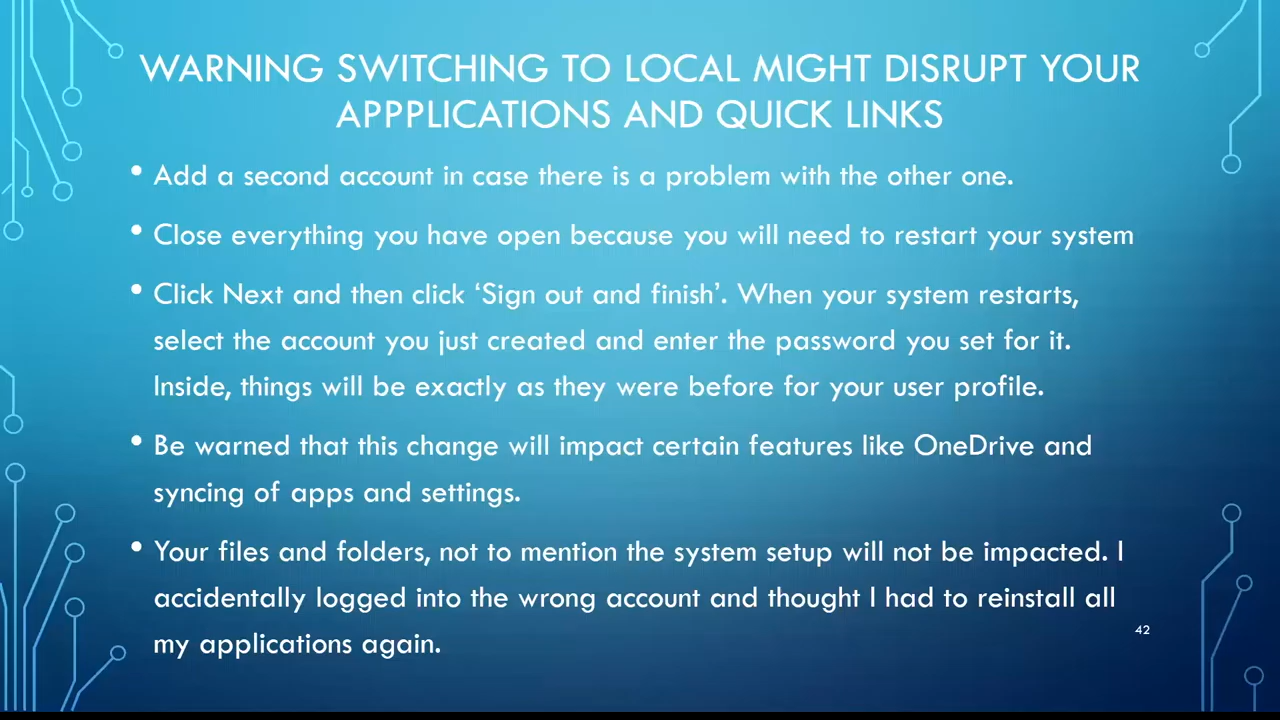 WARNING SWITCHING TO LOCAL MIGHT DISRUPT YOUR
APPPLICATIONS AND QUICK LINKS
• Add a second account in case there is a problem with the other one.
• Close everything you have open because you will need to restart your system
• Click Next and then click ‘Sign out and finish’. When your system restarts,
select the account you just created and enter the password you set for it.
Inside, things will be exactly as they were before for your user profile.
• Be warned that this change will impact certain features like OneDrive and
syncing of apps and settings.
• Your files and folders, not to mention the system setup will not be impacted. I
accidentally logged into the wrong account and thought I had to reinstall all
my applications again.
42